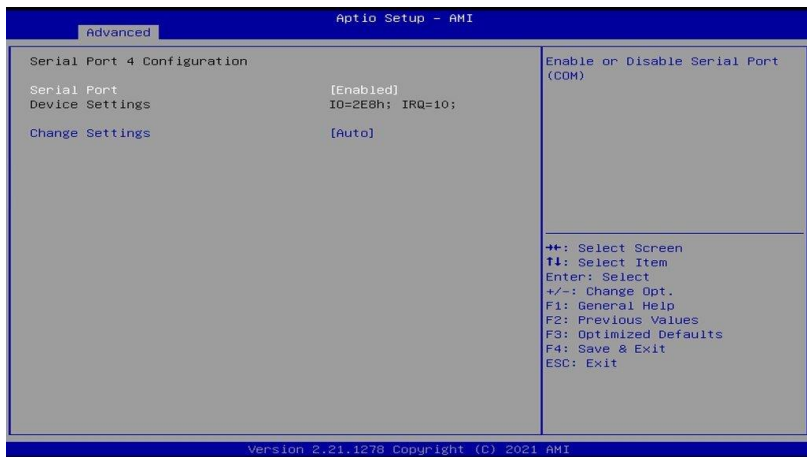 Aptio Setup – AMI
Advanced
Serial Port 4 Configuration
Serial Port [Enabled]
Device Settings IO=2E8h; IRQ=10;
Change Settings [Auto]
Enable or Disable Serial Port
(COM)
→←: Select Screen
↑↓: Select Item
Enter: Select
+/-: Change Opt.
F1: General Help
F2: Previous Values
F3: Optimized Defaults
F4: Save & Exit
ESC: Exit
Version 2.21.1278 Copyright (C) 2021 AMI